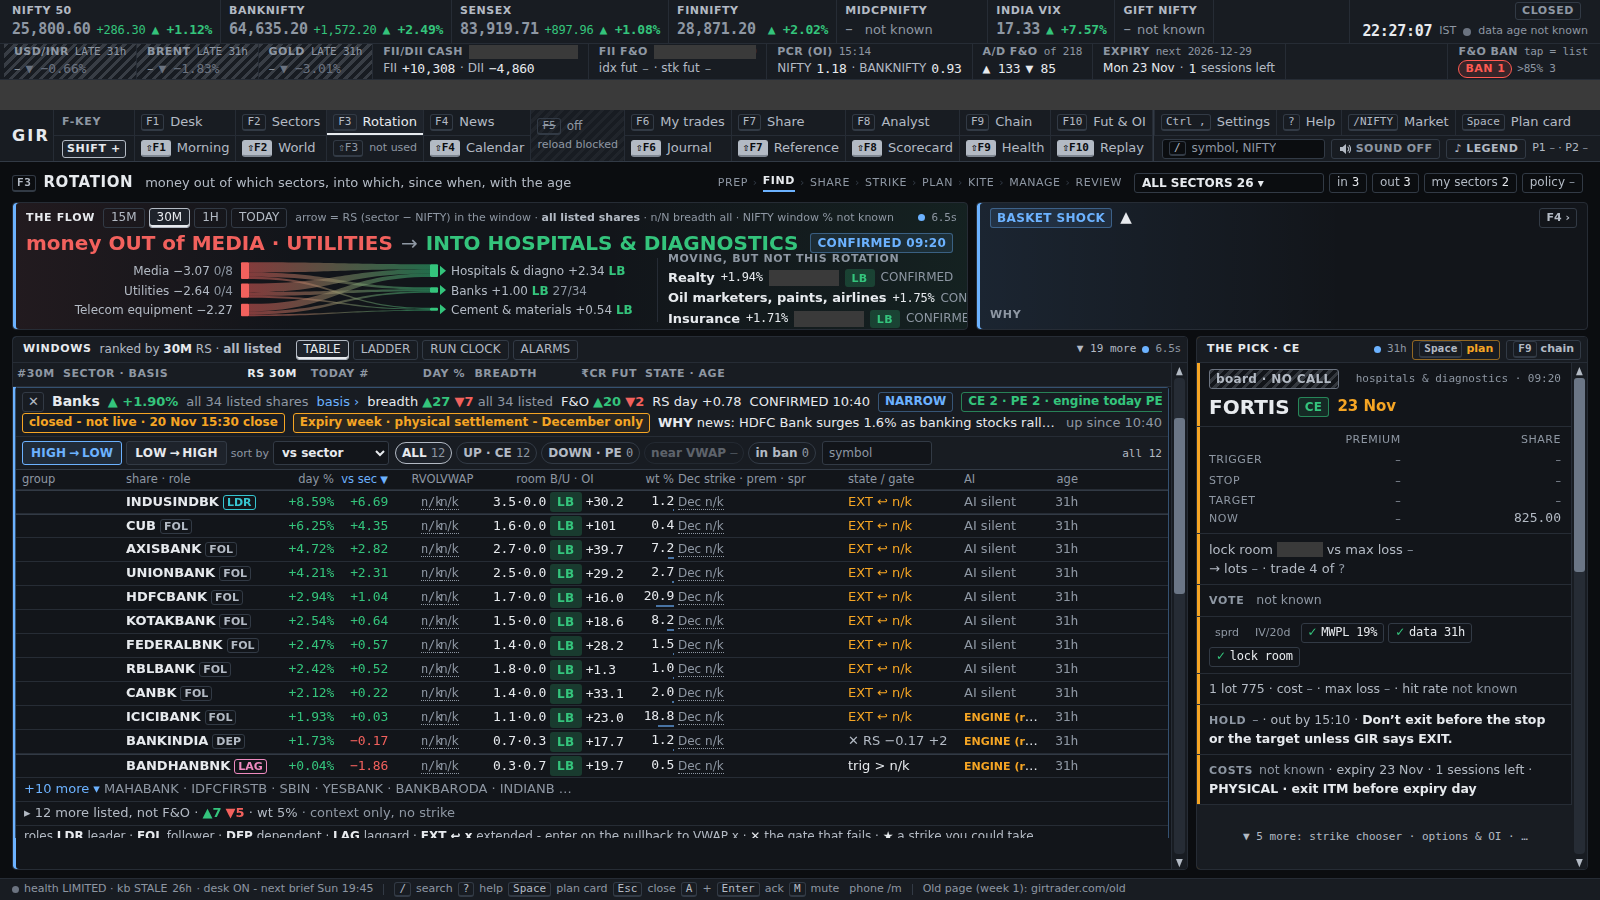 NIFTY 50 BANKNIFTY SENSEX FINNIFTY MIDCPNIFTY INDIA VIX GIFT NIFTY CLOSED
25,800.60 +286.30 ▲ +1.12% 64,635.20 +1,572.20 ▲ +2.49% 83,919.71 +897.96 ▲ +1.08% 28,871.20 ▲ +2.02% – not known 17.33 ▲ +7.57% – not known 22:27:07 IST data age not known
USD/INR LATE 31h BRENT LATE 31h GOLD LATE 31h FII/DII CASH FII F&O PCR (OI) 15:14 A/D F&O of 218 EXPIRY next 2026-12-29 F&O BAN tap = list
– ▼ −0.66% – ▼ −1.83% – ▼ −3.01% FII +10,308 · DII −4,860 idx fut – · stk fut – NIFTY 1.18 · BANKNIFTY 0.93 ▲ 133 ▼ 85 Mon 23 Nov · 1 sessions left BAN 1 >85% 3
GIR F-KEY F1 Desk F2 Sectors F3 Rotation F4 News F5 off F6 My trades F7 Share F8 Analyst F9 Chain F10 Fut & OI Ctrl , Settings ? Help /NIFTY Market Space Plan card
SHIFT + ⇧F1 Morning ⇧F2 World ⇧F3 not used ⇧F4 Calendar reload blocked ⇧F6 Journal ⇧F7 Reference ⇧F8 Scorecard ⇧F9 Health ⇧F10 Replay / symbol, NIFTY SOUND OFF ♪ LEGEND P1 – · P2 –
F3 ROTATION money out of which sectors, into which, since when, with the age PREP › FIND › SHARE › STRIKE › PLAN › KITE › MANAGE › REVIEW ALL SECTORS 26 ▾ in 3 out 3 my sectors 2 policy –
THE FLOW 15M 30M 1H TODAY arrow = RS (sector − NIFTY) in the window · all listed shares · n/N breadth all · NIFTY window % not known 6.5s
money OUT of MEDIA · UTILITIES → INTO HOSPITALS & DIAGNOSTICS CONFIRMED 09:20
Media −3.07 0/8 Hospitals & diagno +2.34 LB
Utilities −2.64 0/4 Banks +1.00 LB 27/34
Telecom equipment −2.27 Cement & materials +0.54 LB
MOVING, BUT NOT THIS ROTATION
Realty +1.94% LB CONFIRMED
Oil marketers, paints, airlines +1.75% CON
Insurance +1.71% LB CONFIRME
BASKET SHOCK ▲ F4 ›
WHY
WINDOWS ranked by 30M RS · all listed TABLE LADDER RUN CLOCK ALARMS ▼ 19 more 6.5s
#30M SECTOR · BASIS RS 30M TODAY # DAY % BREADTH ₹CR FUT STATE · AGE
✕ Banks ▲ +1.90% all 34 listed shares basis › breadth ▲27 ▼7 all 34 listed F&O ▲20 ▼2 RS day +0.78 CONFIRMED 10:40 NARROW CE 2 · PE 2 · engine today PE
closed - not live · 20 Nov 15:30 close Expiry week · physical settlement - December only WHY news: HDFC Bank surges 1.6% as banking stocks rall… up since 10:40
HIGH → LOW LOW → HIGH sort by vs sector ALL 12 UP · CE 12 DOWN · PE 0 near VWAP – in ban 0 symbol all 12
group share · role day % vs sec ▼ RVOL VWAP room B/U · OI wt % Dec strike · prem · spr state / gate AI age
INDUSINDBK LDR +8.59% +6.69 n/k n/k 3.5·0.0 LB +30.2 1.2 Dec n/k EXT ↩ n/k AI silent 31h
CUB FOL +6.25% +4.35 n/k n/k 1.6·0.0 LB +101 0.4 Dec n/k EXT ↩ n/k AI silent 31h
AXISBANK FOL +4.72% +2.82 n/k n/k 2.7·0.0 LB +39.7 7.2 Dec n/k EXT ↩ n/k AI silent 31h
UNIONBANK FOL +4.21% +2.31 n/k n/k 2.5·0.0 LB +29.2 2.7 Dec n/k EXT ↩ n/k AI silent 31h
HDFCBANK FOL +2.94% +1.04 n/k n/k 1.7·0.0 LB +16.0 20.9 Dec n/k EXT ↩ n/k AI silent 31h
KOTAKBANK FOL +2.54% +0.64 n/k n/k 1.5·0.0 LB +18.6 8.2 Dec n/k EXT ↩ n/k AI silent 31h
FEDERALBNK FOL +2.47% +0.57 n/k n/k 1.4·0.0 LB +28.2 1.5 Dec n/k EXT ↩ n/k AI silent 31h
RBLBANK FOL +2.42% +0.52 n/k n/k 1.8·0.0 LB +1.3 1.0 Dec n/k EXT ↩ n/k AI silent 31h
CANBK FOL +2.12% +0.22 n/k n/k 1.4·0.0 LB +33.1 2.0 Dec n/k EXT ↩ n/k AI silent 31h
ICICIBANK FOL +1.93% +0.03 n/k n/k 1.1·0.0 LB +23.0 18.8 Dec n/k EXT ↩ n/k ENGINE (r… 31h
BANKINDIA DEP +1.73% −0.17 n/k n/k 0.7·0.3 LB +17.7 1.2 Dec n/k ✕ RS −0.17 +2 ENGINE (r… 31h
BANDHANBNK LAG +0.04% −1.86 n/k n/k 0.3·0.7 LB +19.7 0.5 Dec n/k trig > n/k ENGINE (r… 31h
+10 more ▾ MAHABANK · IDFCFIRSTB · SBIN · YESBANK · BANKBARODA · INDIANB …
▸ 12 more listed, not F&O · ▲7 ▼5 · wt 5% · context only, no strike
roles LDR leader · FOL follower · DEP dependent · LAG laggard · EXT ↩ x extended - enter on the pullback to VWAP x · ✕ the gate that fails · ★ a strike you could take
THE PICK · CE 31h Space plan F9 chain
board · NO CALL hospitals & diagnostics · 09:20
FORTIS CE 23 Nov
PREMIUM SHARE
TRIGGER – –
STOP – –
TARGET – –
NOW – 825.00
lock room vs max loss –
→ lots – · trade 4 of ?
VOTE not known
sprd IV/20d ✓ MWPL 19% ✓ data 31h
✓ lock room
1 lot 775 · cost – · max loss – · hit rate not known
HOLD – · out by 15:10 · Don't exit before the stop
or the target unless GIR says EXIT.
COSTS not known · expiry 23 Nov · 1 sessions left ·
PHYSICAL · exit ITM before expiry day
▼ 5 more: strike chooser · options & OI · …
health LIMITED · kb STALE 26h · desk ON - next brief Sun 19:45 | / search ? help Space plan card Esc close A + Enter ack M mute phone /m | Old page (week 1): girtrader.com/old